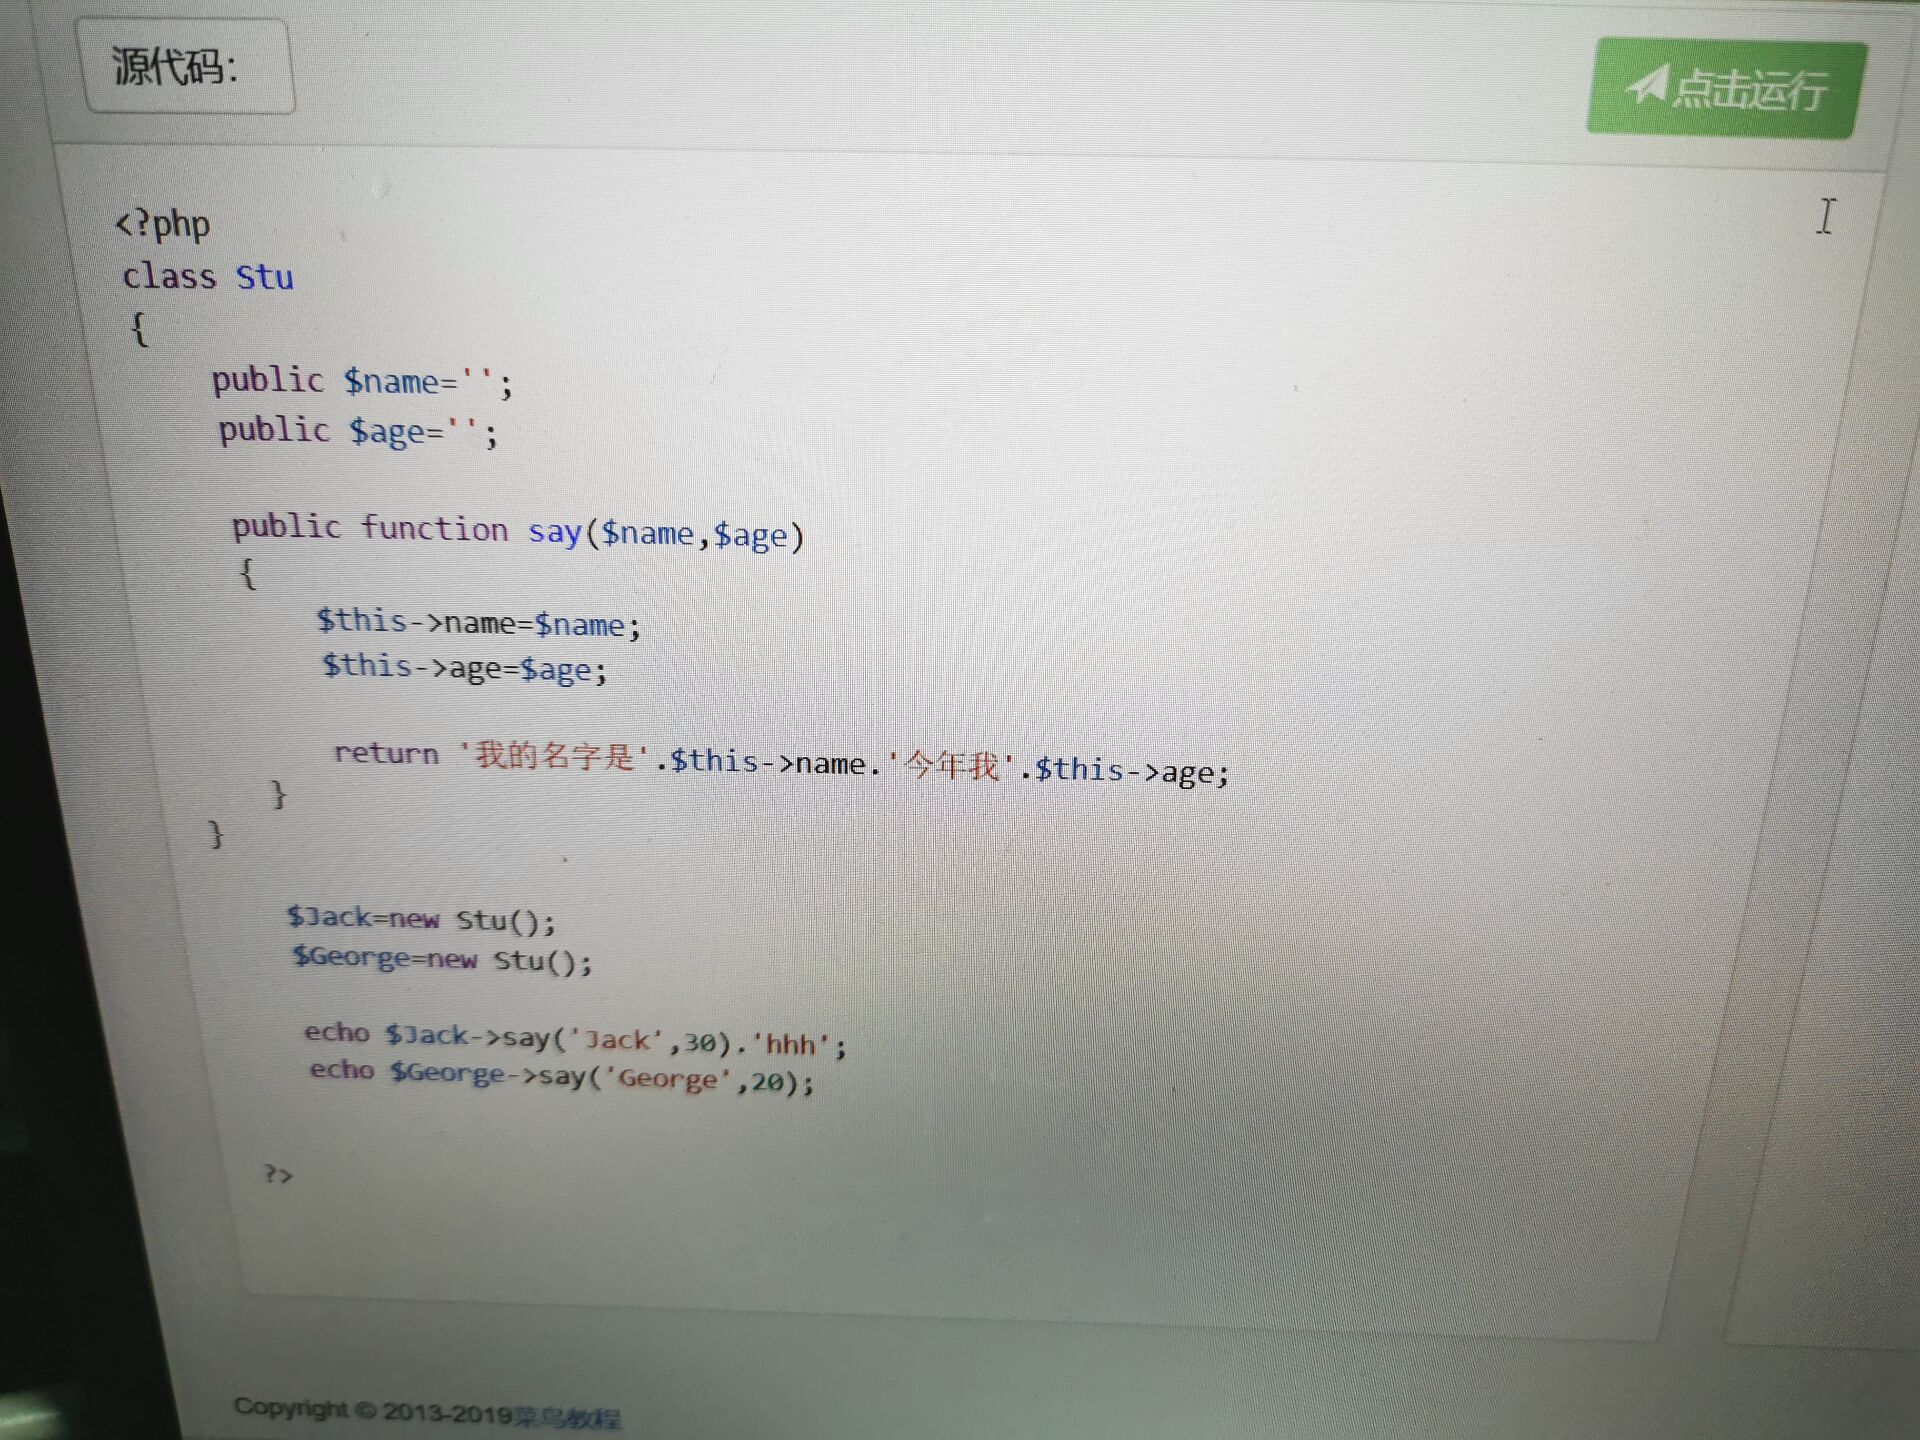 源代码:
点击运行
<?php
class Stu
{
public $name='';
public $age='';
public function say($name,$age)
{
$this->name=$name;
$this->age=$age;
return '我的名字是'.$this->name.'今年我'.$this->age;
}
}
$Jack=new Stu();
$George=new Stu();
echo $Jack->say('Jack',30).'hhh';
echo $George->say('George',20);
?>
Copyright © 2013-2019菜鸟教程